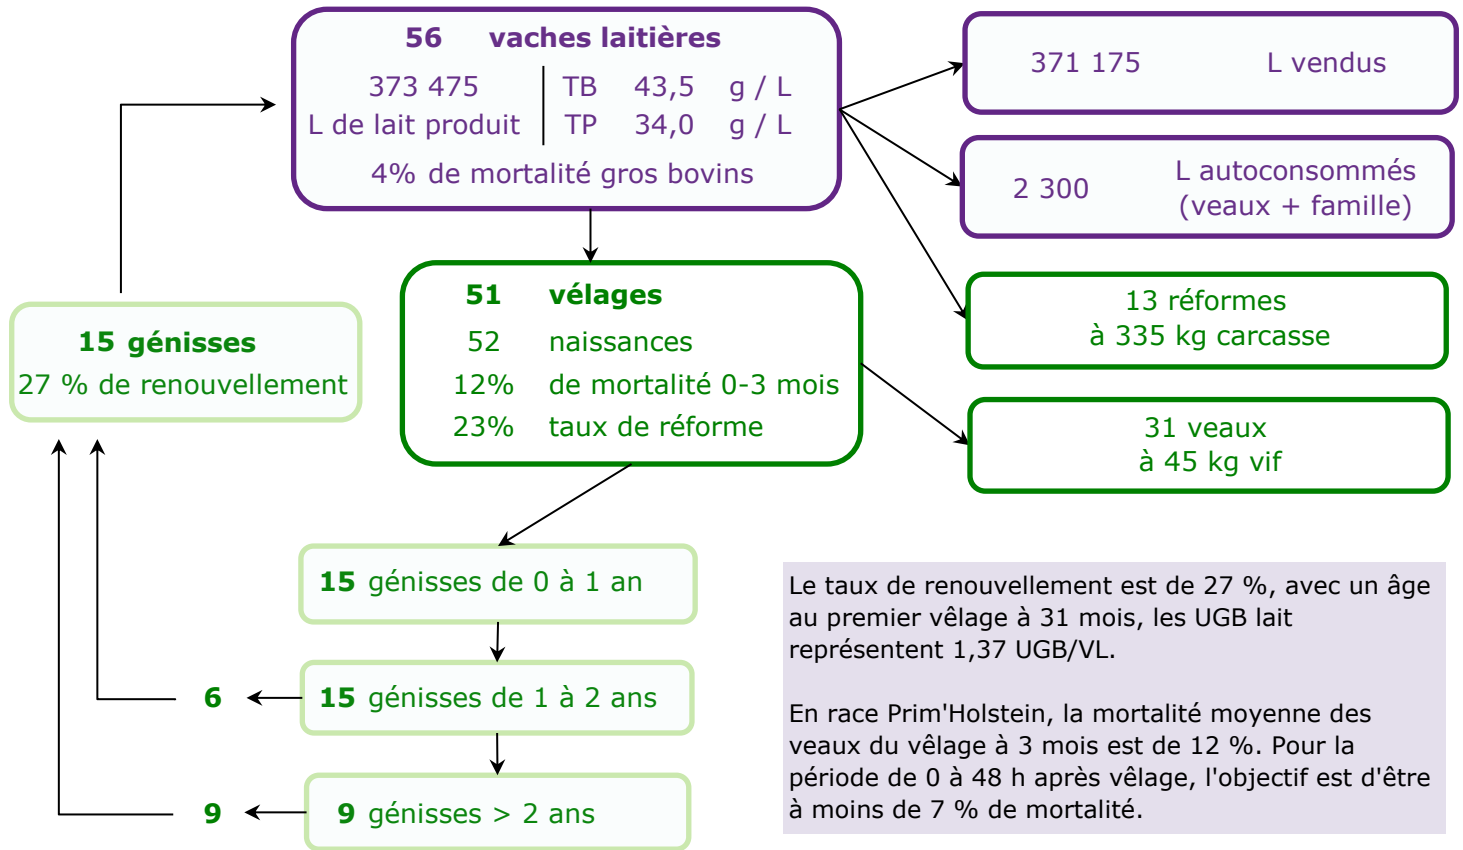 56 vaches laitières
373 475 TB 43,5 g / L
L de lait produit TP 34,0 g / L
4% de mortalité gros bovins
371 175 L vendus
2 300 L autoconsommés
(veaux + famille)
51 vélages
52 naissances
12% de mortalité 0-3 mois
23% taux de réforme
13 réformes
à 335 kg carcasse
31 veaux
à 45 kg vif
15 génisses
27 % de renouvellement
15 génisses de 0 à 1 an
6 15 génisses de 1 à 2 ans
9 9 génisses > 2 ans
Le taux de renouvellement est de 27 %, avec un âge
au premier vêlage à 31 mois, les UGB lait
représentent 1,37 UGB/VL.
En race Prim'Holstein, la mortalité moyenne des
veaux du vêlage à 3 mois est de 12 %. Pour la
période de 0 à 48 h après vêlage, l'objectif est d'être
à moins de 7 % de mortalité.